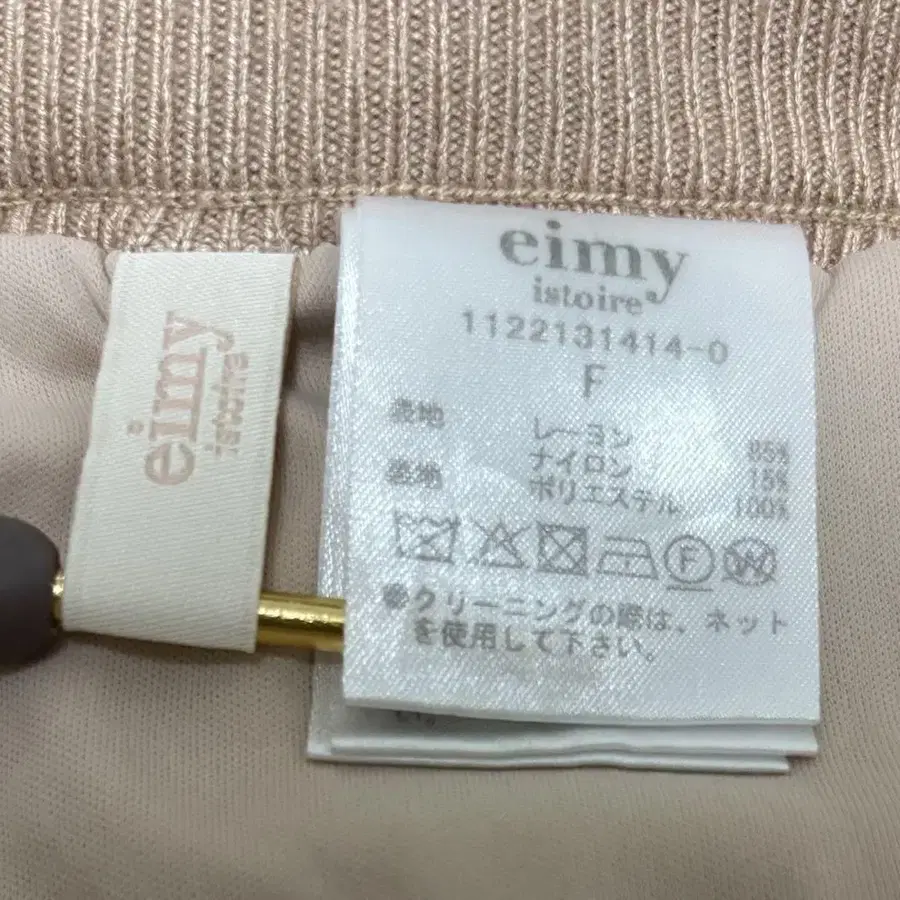 eimy
istoire
eimy
istoire
1122131414-0
F
表地
レーヨン 85%
ナイロン 15%
ポリエステル 100%
F
W
●クリーニングの際は、ネット
を使用して下さい。